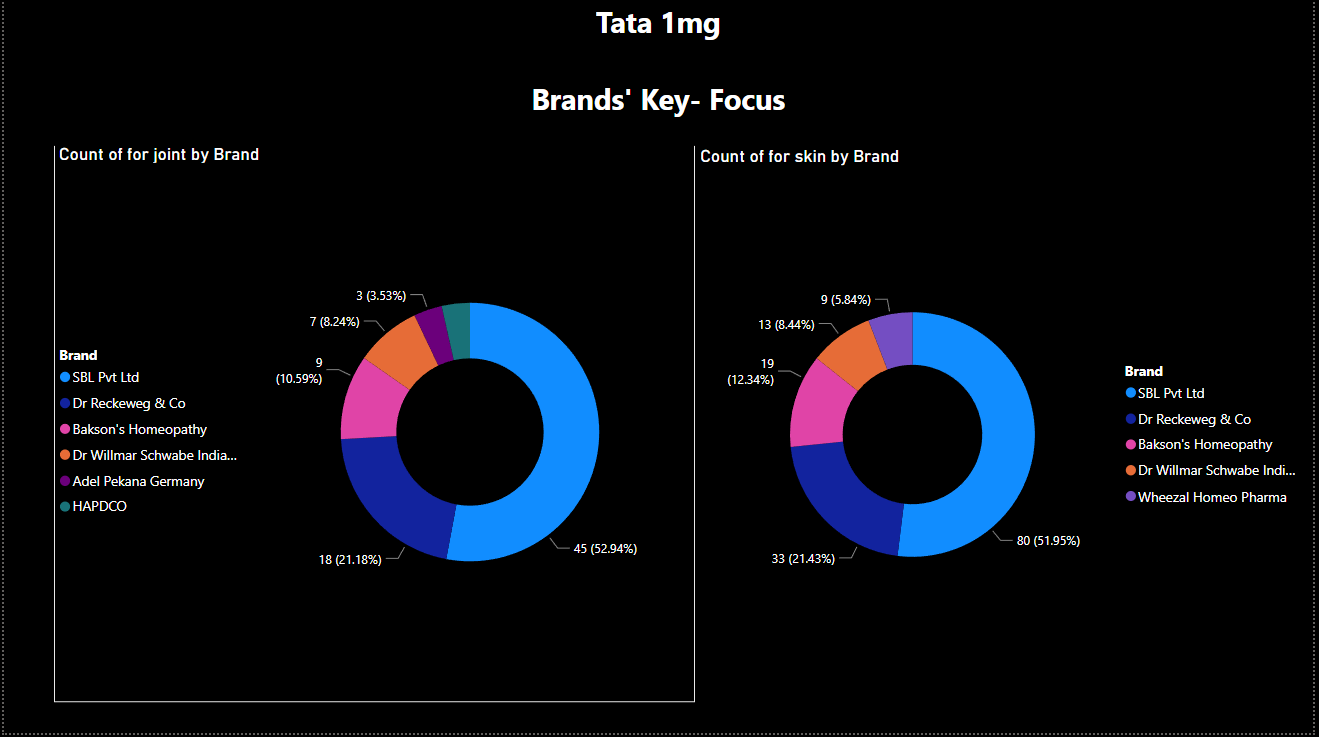 Tata 1mg
Brands' Key- Focus
Count of for joint by Brand
3 (3.53%)
7 (8.24%)
9
(10.59%)
18 (21.18%)
45 (52.94%)
Brand
SBL Pvt Ltd
Dr Reckeweg & Co
Bakson's Homeopathy
Dr Willmar Schwabe India...
Adel Pekana Germany
HAPDCO
Count of for skin by Brand
9 (5.84%)
13 (8.44%)
19
(12.34%)
33 (21.43%)
80 (51.95%)
Brand
SBL Pvt Ltd
Dr Reckeweg & Co
Bakson's Homeopathy
Dr Willmar Schwabe Indi...
Wheezal Homeo Pharma